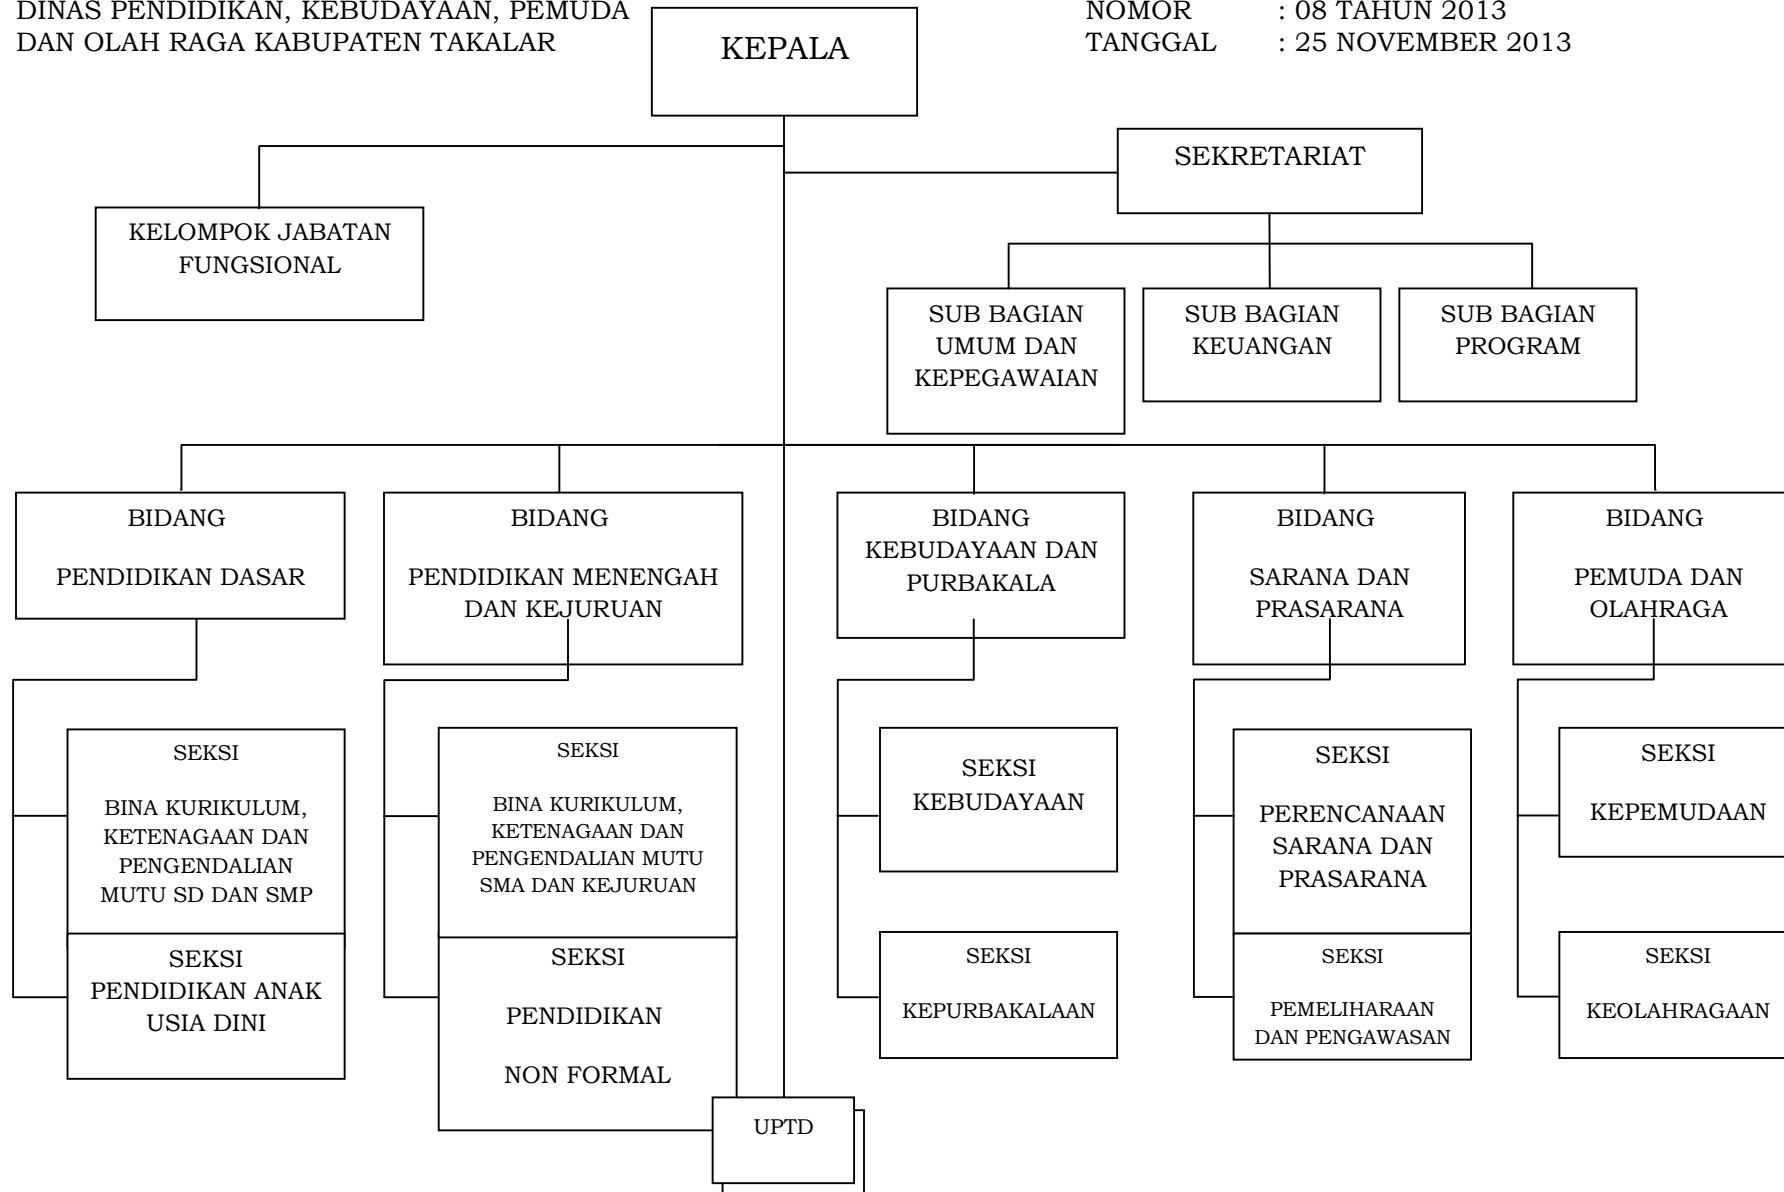 DINAS PENDIDIKAN, KEBUDAYAAN, PEMUDA
DAN OLAH RAGA KABUPATEN TAKALAR
NOMOR : 08 TAHUN 2013
TANGGAL : 25 NOVEMBER 2013
KEPALA
SEKRETARIAT
KELOMPOK JABATAN
FUNGSIONAL
SUB BAGIAN
UMUM DAN
KEPEGAWAIAN
SUB BAGIAN
KEUANGAN
SUB BAGIAN
PROGRAM
BIDANG
PENDIDIKAN DASAR
BIDANG
PENDIDIKAN MENENGAH
DAN KEJURUAN
BIDANG
KEBUDAYAAN DAN
PURBAKALA
BIDANG
SARANA DAN
PRASARANA
BIDANG
PEMUDA DAN
OLAHRAGA
SEKSI
BINA KURIKULUM,
KETENAGAAN DAN
PENGENDALIAN
MUTU SD DAN SMP
SEKSI
BINA KURIKULUM,
KETENAGAAN DAN
PENGENDALIAN MUTU
SMA DAN KEJURUAN
SEKSI
KEBUDAYAAN
SEKSI
PERENCANAAN
SARANA DAN
PRASARANA
SEKSI
KEPEMUDAAN
SEKSI
PENDIDIKAN ANAK
USIA DINI
SEKSI
PENDIDIKAN
NON FORMAL
SEKSI
KEPURBAKALAAN
SEKSI
PEMELIHARAAN
DAN PENGAWASAN
SEKSI
KEOLAHRAGAAN
UPTD